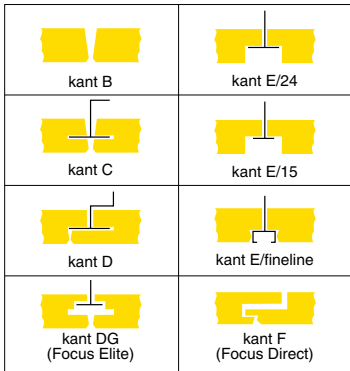 kant B
kant E/24
kant C
kant E/15
kant D
kant E/fineline
kant DG
(Focus Elite)
kant F
(Focus Direct)